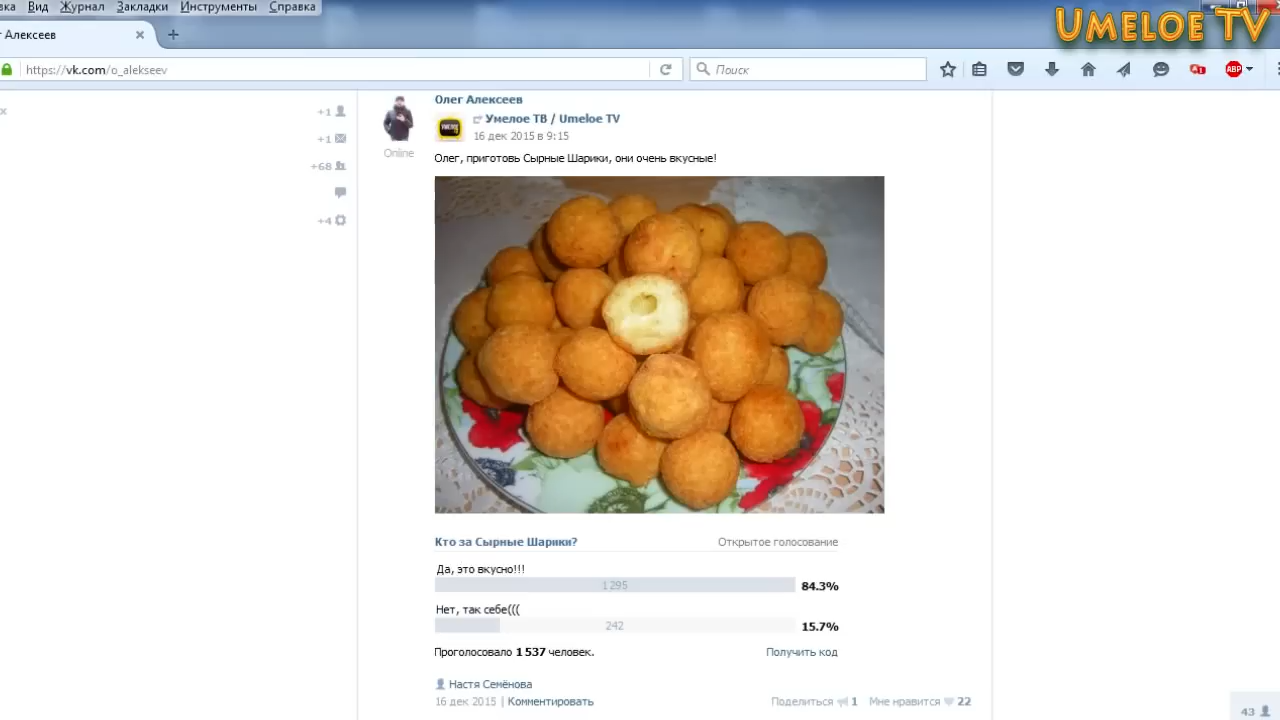 вка Вид Журнал Закладки Инструменты Справка
UMELOE TV
г Алексеев
https://vk.com/o_alekseev
Поиск
ABP
+1
+1
+68
+4
Online
Олег Алексеев
Умелое ТВ / Umeloe TV
16 дек 2015 в 9:15
Олег, приготовь Сырные Шарики, они очень вкусные!
Кто за Сырные Шарики? Открытое голосование
Да, это вкусно!!!
1 295 84.3%
Нет, так себе(((
242 15.7%
Проголосовало 1 537 человек. Получить код
Настя Семёнова
16 дек 2015 | Комментировать Поделиться 1 Мне нравится 22
43